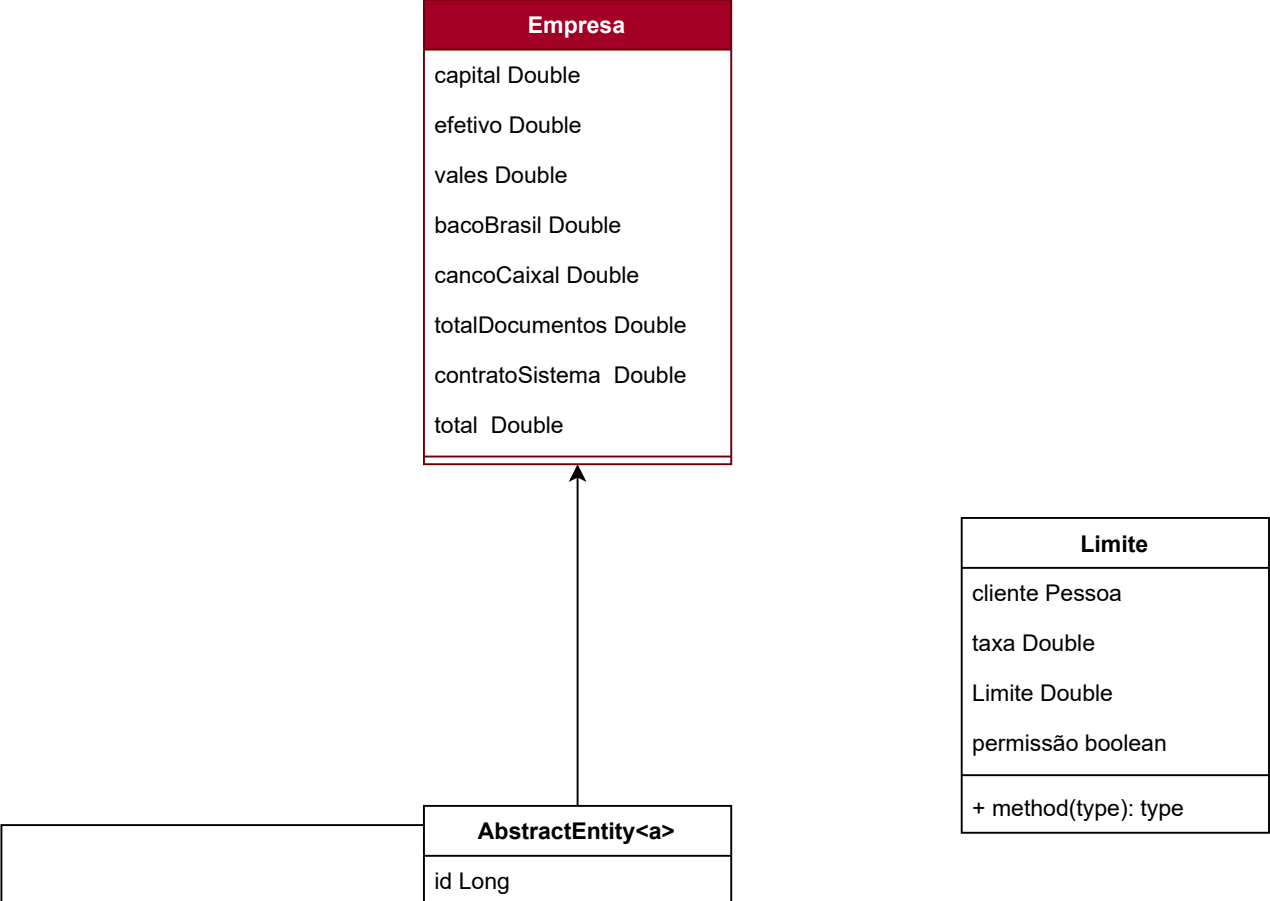 Empresa
capital Double
efetivo Double
vales Double
bacoBrasil Double
cancoCaixal Double
totalDocumentos Double
contratoSistema  Double
total  Double
Limite
cliente Pessoa
taxa Double
Limite Double
permissão boolean
+ method(type): type
AbstractEntity<a>
id Long